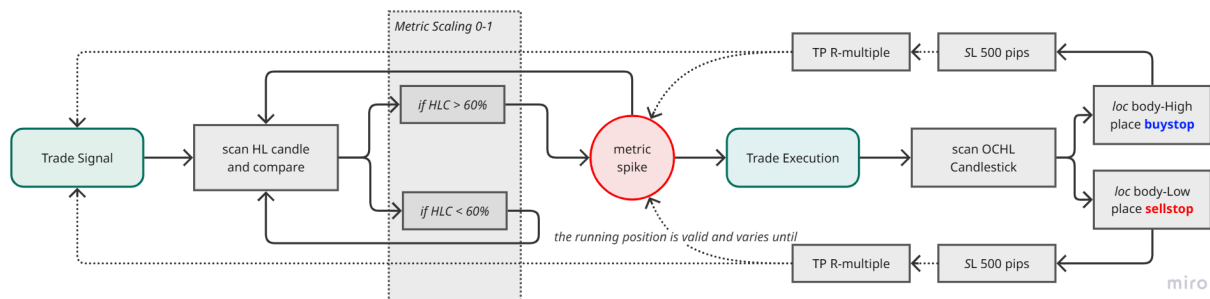 Metric Scaling 0-1
TP R-multiple
SL 500 pips
if HLC > 60%
loc body-High
place buystop
Trade Signal
scan HL candle
and compare
metric
spike
Trade Execution
scan OCHL
Candlestick
if HLC < 60%
loc body-Low
place sellstop
the running position is valid and varies until
TP R-multiple
SL 500 pips
miro